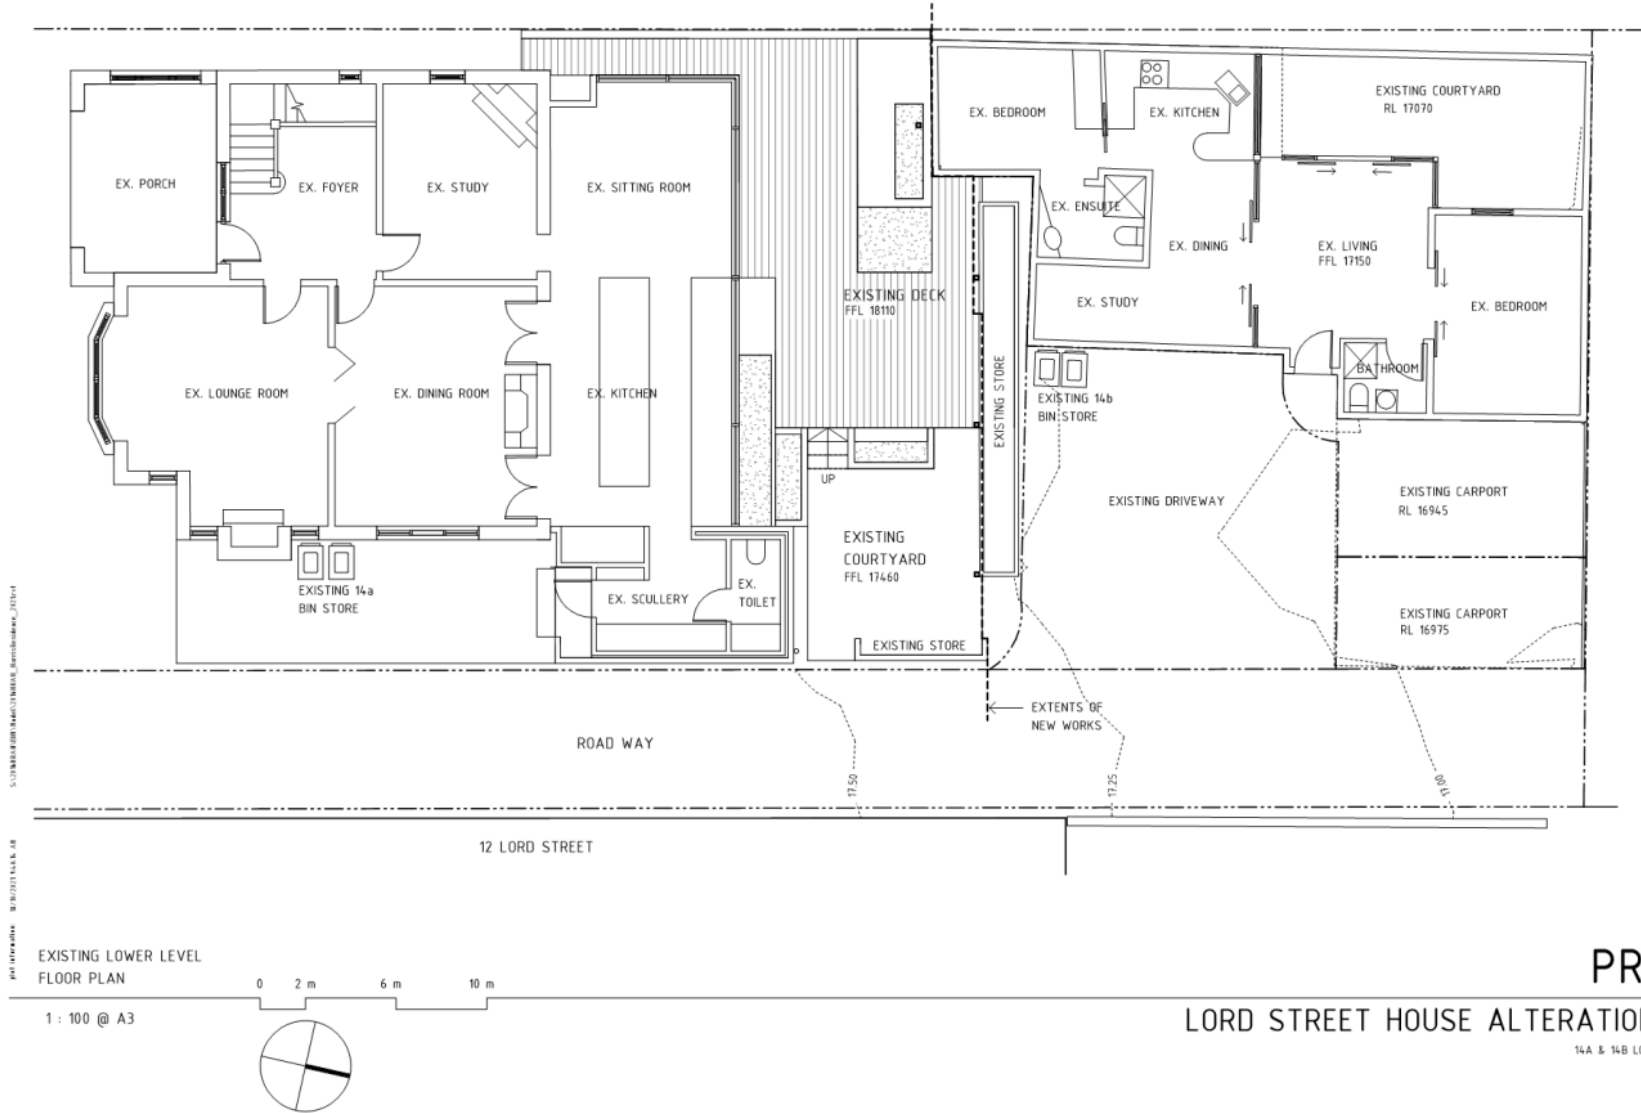 EXISTING COURTYARD
RL 17070
EX. BEDROOM
EX. KITCHEN
EX. PORCH
EX. FOYER
EX. STUDY
EX. SITTING ROOM
EX. ENSUITE
EX. DINING
EX. LIVING
FFL 17150
EXISTING DECK
FFL 18110
EX. STUDY
EX. BEDROOM
EX. LOUNGE ROOM
EX. DINING ROOM
EX. KITCHEN
EXISTING STORE
EXISTING 14b
BIN STORE
BATHROOM
UP
EXISTING DRIVEWAY
EXISTING CARPORT
RL 16945
EXISTING
COURTYARD
FFL 17460
EXISTING 14a
BIN STORE
EX. SCULLERY
EX.
TOILET
EXISTING STORE
EXISTING CARPORT
RL 16975
EXTENTS OF
NEW WORKS
ROAD WAY
17.50
17.25
17.00
12 LORD STREET
plot information
EXISTING LOWER LEVEL
FLOOR PLAN
0 2 m 6 m 10 m
1 : 100 @ A3
PR
LORD STREET HOUSE ALTERATIO
14A & 14B L